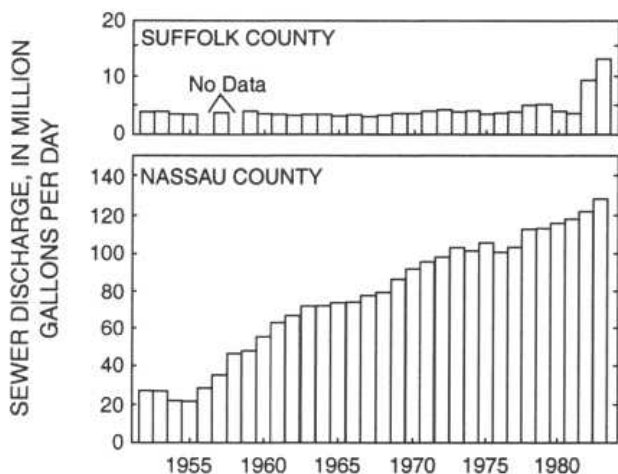 SEWER DISCHARGE, IN MILLION
GALLONS PER DAY
20
10
0
SUFFOLK COUNTY
No Data
140
120
100
80
60
40
20
0
NASSAU COUNTY
1955 1960 1965 1970 1975 1980